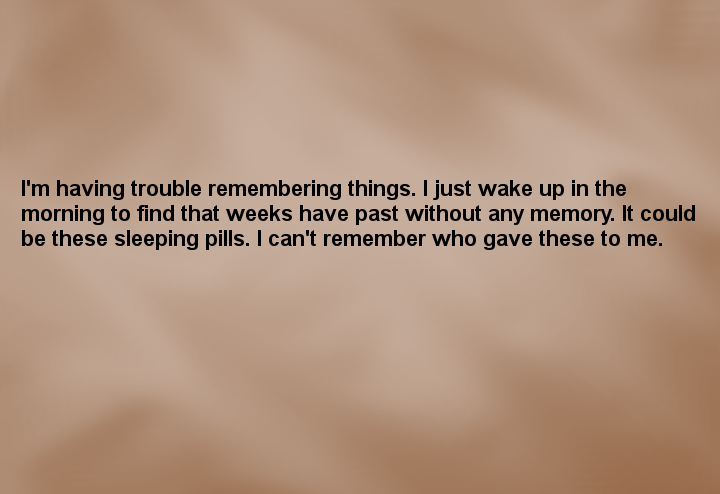 I'm having trouble remembering things. I just wake up in the
morning to find that weeks have past without any memory. It could
be these sleeping pills. I can't remember who gave these to me.